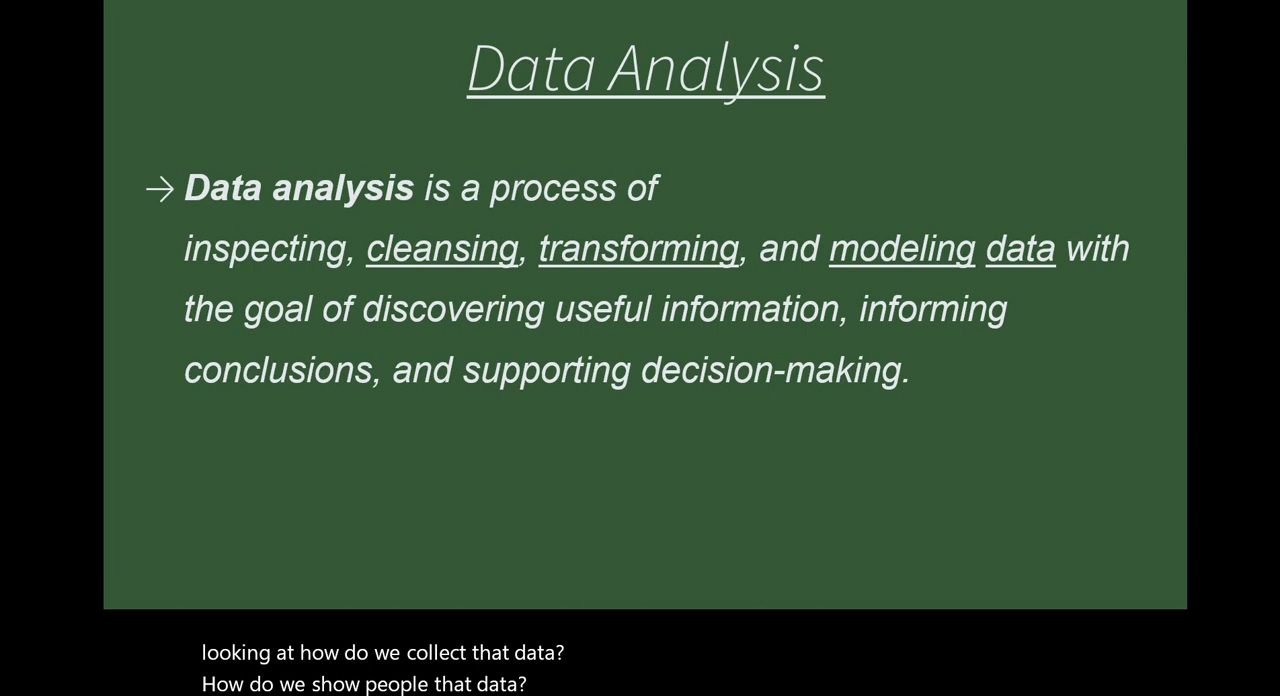 Data Analysis
→ Data analysis is a process of
inspecting, cleansing, transforming, and modeling data with
the goal of discovering useful information, informing
conclusions, and supporting decision-making.
looking at how do we collect that data?
How do we show people that data?